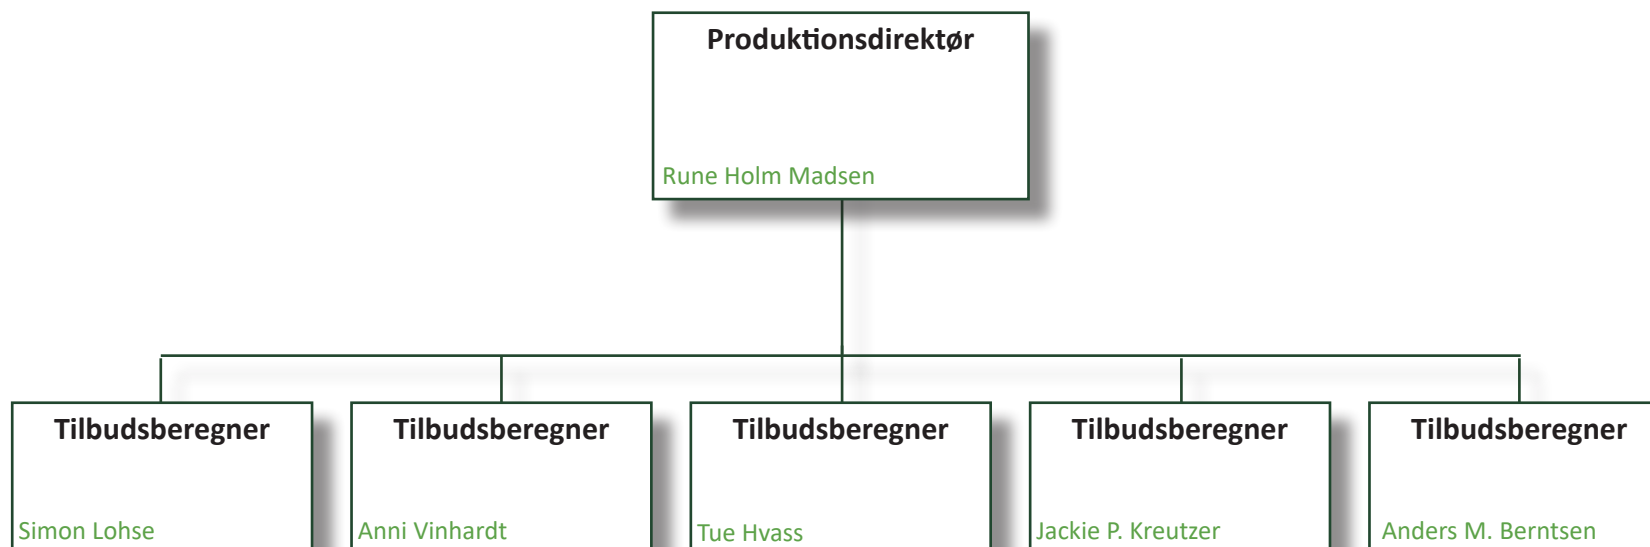 Produktionsdirektør
Rune Holm Madsen
Tilbudsberegner
Simon Lohse
Tilbudsberegner
Anni Vinhardt
Tilbudsberegner
Tue Hvass
Tilbudsberegner
Jackie P. Kreutzer
Tilbudsberegner
Anders M. Berntsen